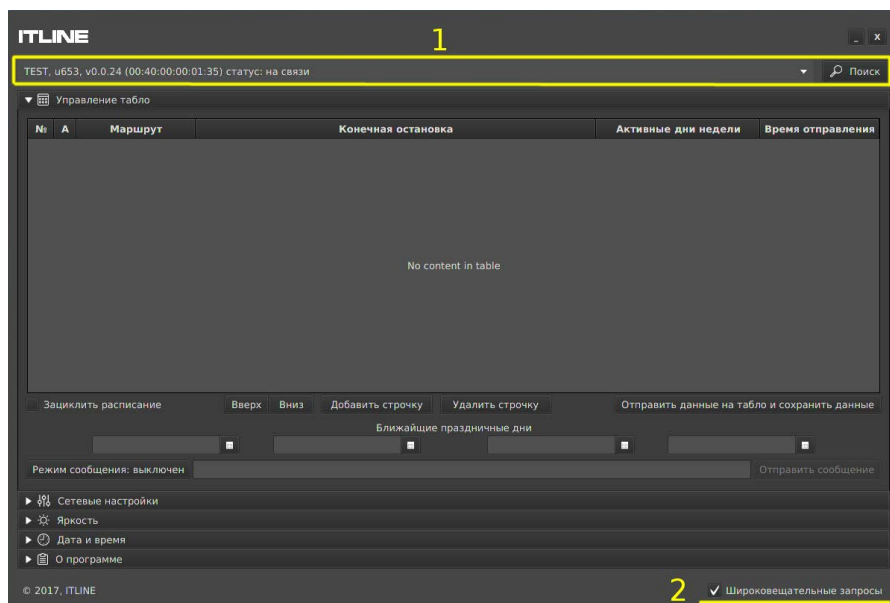 ITLINE
1
_ x
TEST, u653, v0.0.24 (00:40:00:00:01:35) статус: на связи Поиск
Управление табло
№ А Маршрут Конечная остановка Активные дни недели Время отправления
No content in table
Зациклить расписание Вверх Вниз Добавить строчку Удалить строчку Отправить данные на табло и сохранить данные
Ближайщие праздничные дни
Режим сообщения: выключен Отправить сообщение
Сетевые настройки
Яркость
Дата и время
О программе
© 2017, ITLINE 2 Широковещательные запросы